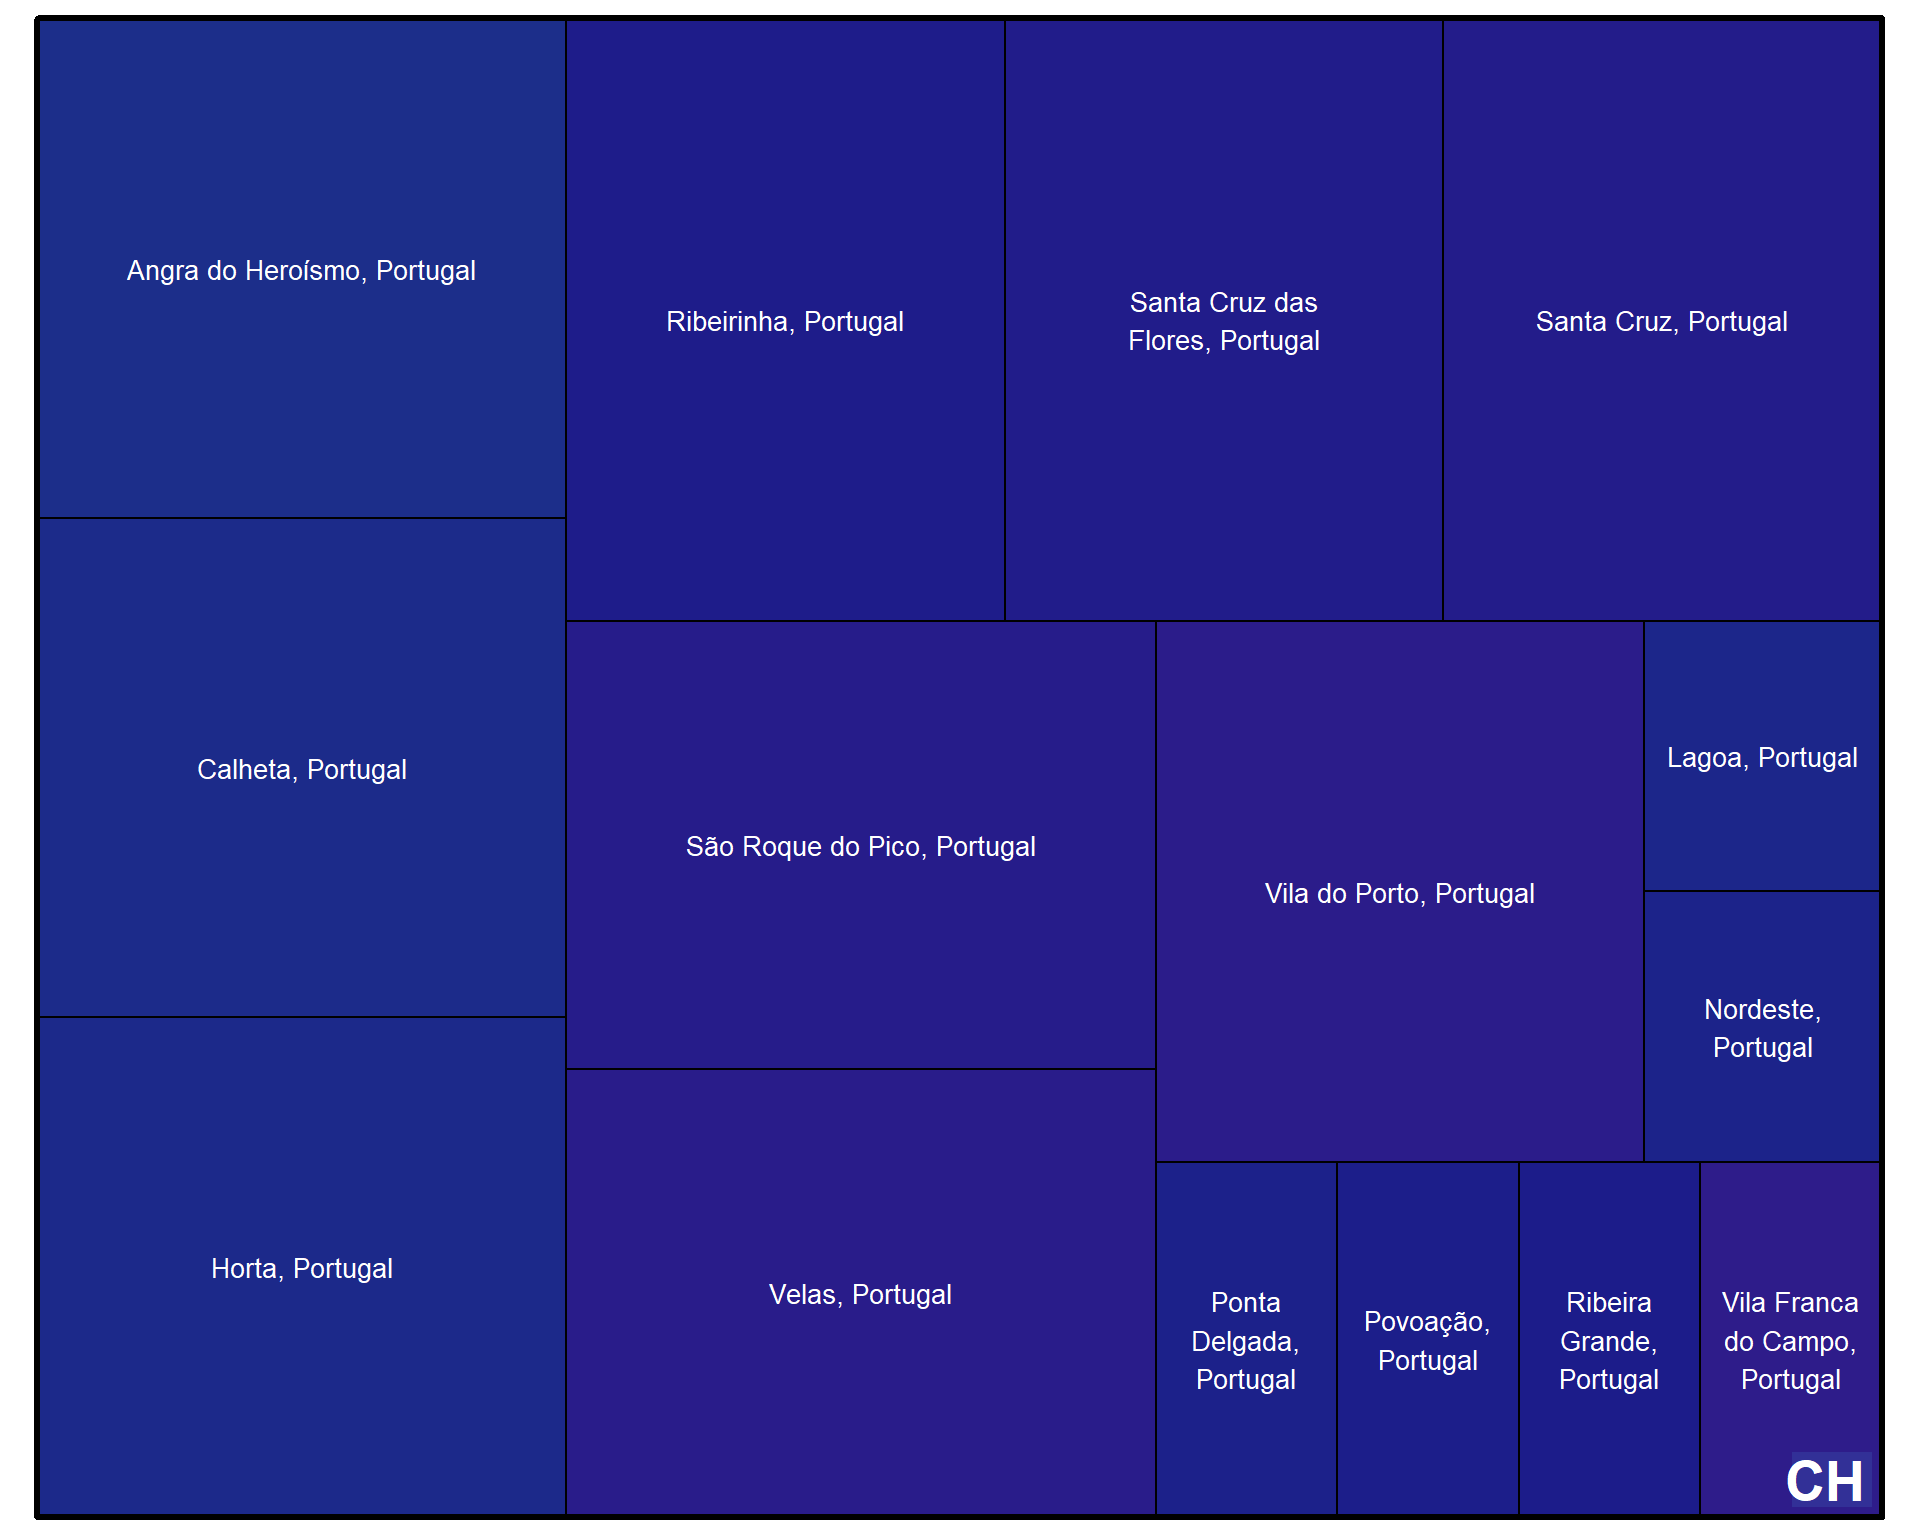 Angra do Heroísmo, Portugal
Ribeirinha, Portugal
Santa Cruz das
Flores, Portugal
Santa Cruz, Portugal
Calheta, Portugal
São Roque do Pico, Portugal
Vila do Porto, Portugal
Lagoa, Portugal
Nordeste,
Portugal
Horta, Portugal
Velas, Portugal
Ponta
Delgada,
Portugal
Povoação,
Portugal
Ribeira
Grande,
Portugal
Vila Franca
do Campo,
Portugal
CH